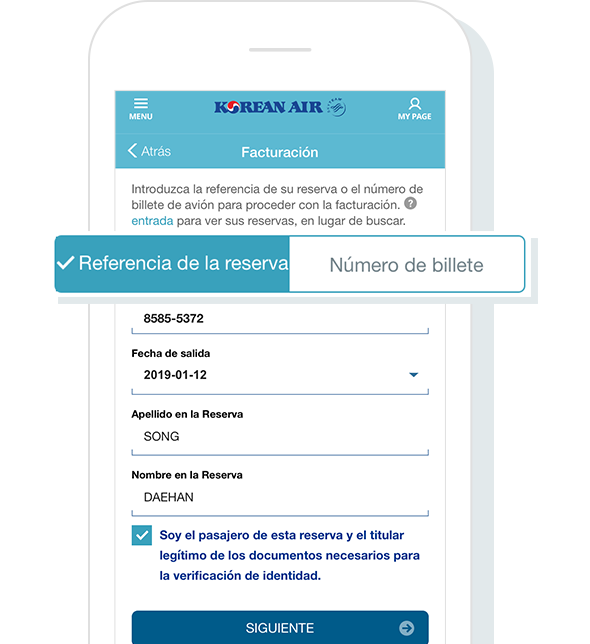 MENU
KOREAN AIR
MY PAGE
Atrás
Facturación
Introduzca la referencia de su reserva o el número de
billete de avión para proceder con la facturación. ?
entrada para ver sus reservas, en lugar de buscar.
Referencia de la reserva
Número de billete
8585-5372
Fecha de salida
2019-01-12
Apellido en la Reserva
SONG
Nombre en la Reserva
DAEHAN
Soy el pasajero de esta reserva y el titular
legítimo de los documentos necesarios para
la verificación de identidad.
SIGUIENTE